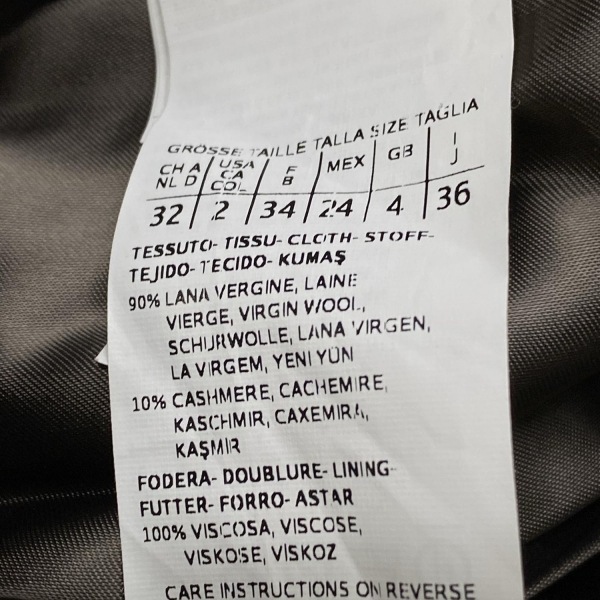 GRÖSSE TAILLE TALLA SIZE TAGLIA
CH A NL D / USA CA COL / F B / MEX / GB / I J
32 / 2 / 34 / 24 / 4 / 36
TESSUTO- TISSU- CLOTH- STOFF-
TEJIDO- TECIDO- KUMAŞ
90% LANA VERGINE, LAINE
VIERGE, VIRGIN WOOL,
SCHURWOLLE, LANA VIRGEN,
LA VIRGEM, YENI YÜN
10% CASHMERE, CACHEMIRE,
KASCHMIR, CAXEMIRA,
KAŞMIR
FODERA- DOUBLURE- LINING-
FUTTER- FORRO- ASTAR
100% VISCOSA, VISCOSE,
VISKOSE, VISKOZ
CARE INSTRUCTIONS ON REVERSE